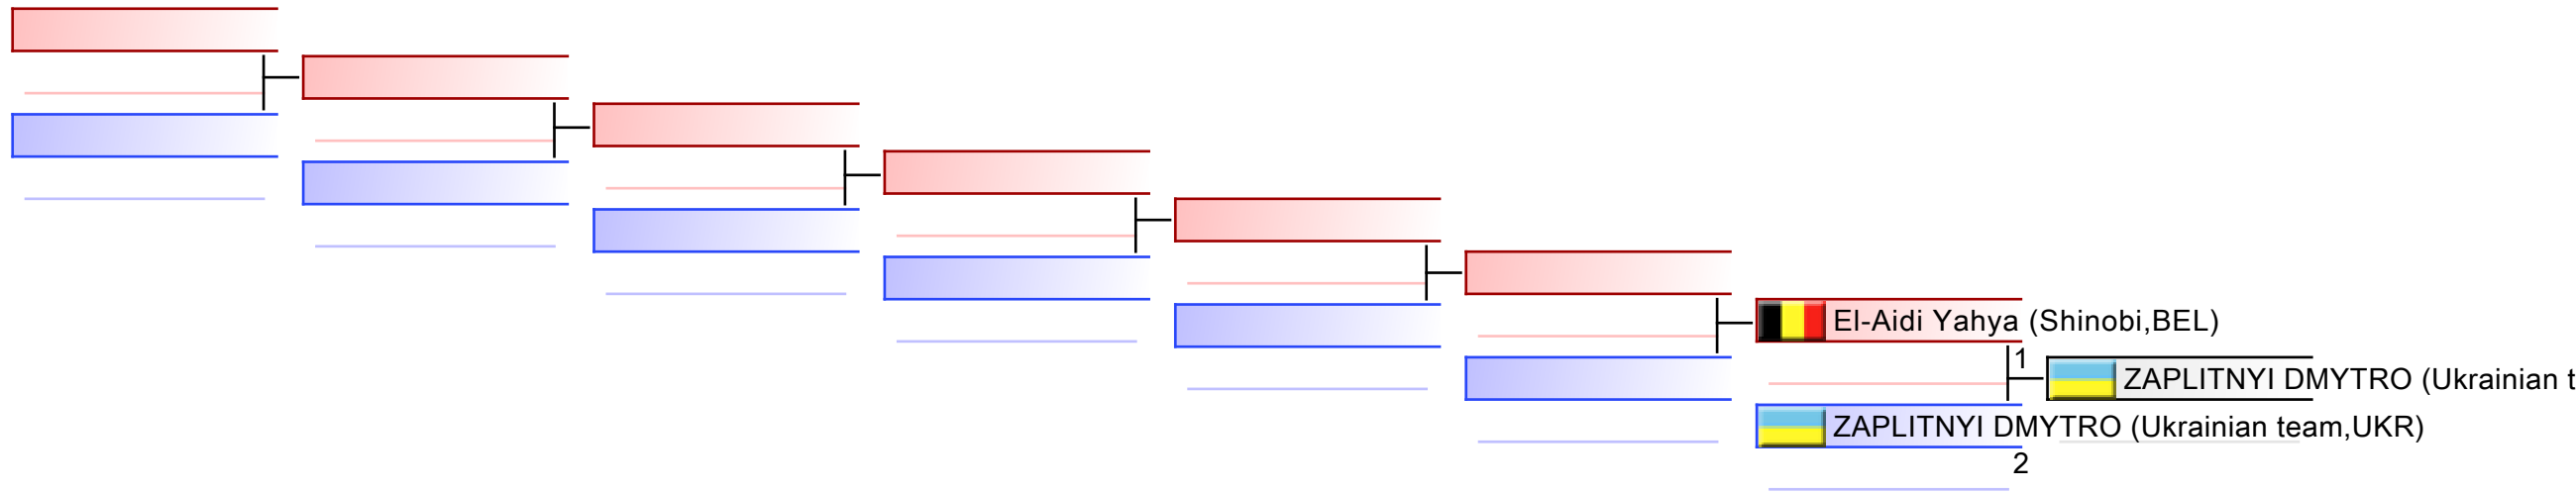 El-Aidi Yahya (Shinobi,BEL)
1
ZAPLITNYI DMYTRO (Ukrainian t
ZAPLITNYI DMYTRO (Ukrainian team,UKR)
2